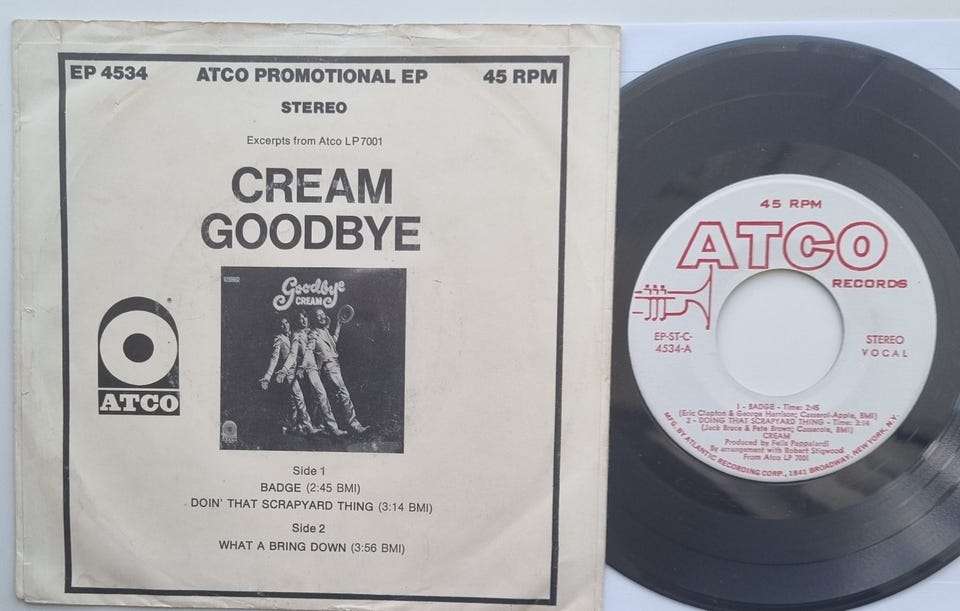 EP 4534 ATCO PROMOTIONAL EP 45 RPM
STEREO
Excerpts from Atco LP 7001
CREAM
GOODBYE
Goodbye
CREAM
ATCO
®
Side 1
BADGE (2:45 BMI)
DOIN' THAT SCRAPYARD THING (3:14 BMI)
Side 2
WHAT A BRING DOWN (3:56 BMI)
45 RPM
ATCO
RECORDS
EP-ST-C-
4534-A
STEREO
VOCAL
1 - BADGE - Time: 2:45
(Eric Clapton & George Harrison; Casserol-Apple, BMI)
2 - DOING THAT SCRAPYARD THING - Time: 3:14
(Jack Bruce & Pete Brown; Casserole, BMI)
CREAM
Produced by Felix Pappalardi
By arrangement with Robert Stigwood
From Atco LP 7001
MFG. BY ATLANTIC RECORDING CORP., 1841 BROADWAY, NEW YORK, N.Y.